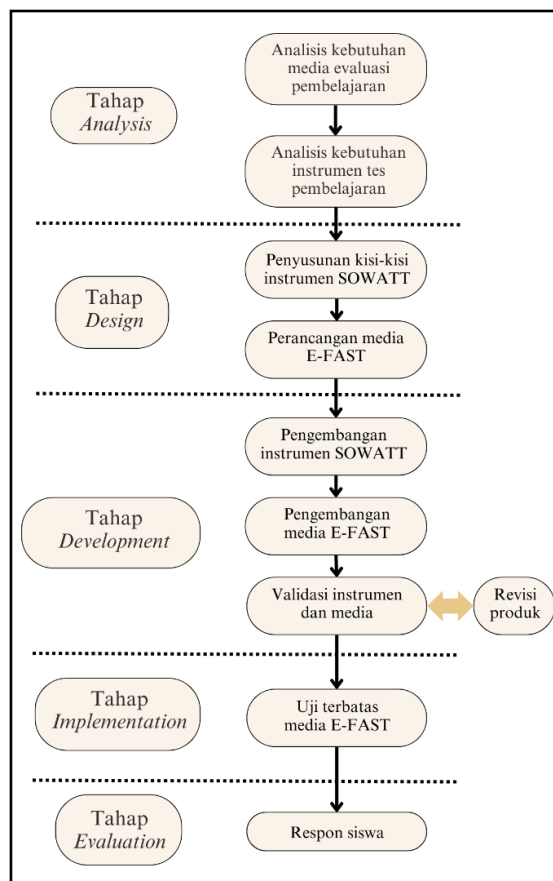 Analisis kebutuhan
media evaluasi
pembelajaran
Tahap
Analysis
Analisis kebutuhan
instrumen tes
pembelajaran
Penyusunan kisi-kisi
instrumen SOWATT
Tahap
Design
Perancangan media
E-FAST
Pengembangan
instrumen SOWATT
Tahap
Development
Pengembangan
media E-FAST
Validasi instrumen
dan media
Revisi
produk
Tahap
Implementation
Uji terbatas
media E-FAST
Tahap
Evaluation
Respon siswa